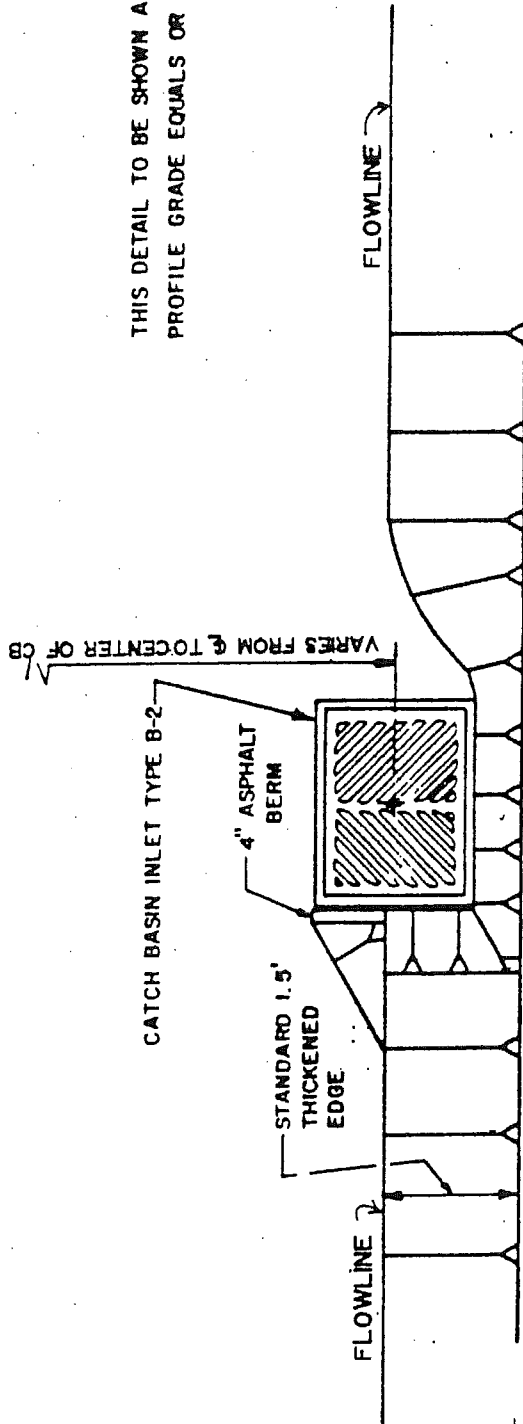 THIS DETAIL TO BE SHOWN A
PROFILE GRADE EQUALS OR
CATCH BASIN INLET TYPE B-2
VARIES FROM ℄ TO CENTER OF CB
4" ASPHALT
BERM
STANDARD 1.5'
THICKENED
EDGE
FLOWLINE
FLOWLINE